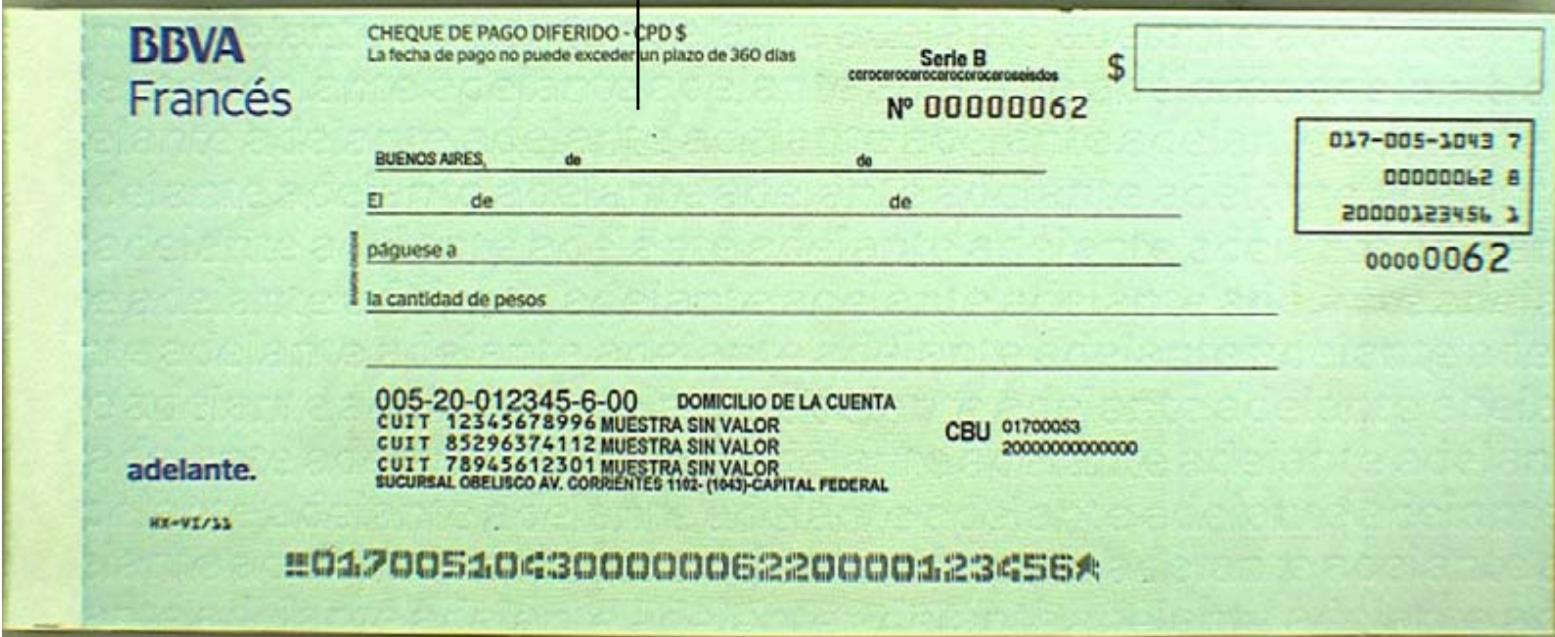 BBVA
Francés
CHEQUE DE PAGO DIFERIDO - CPD $
La fecha de pago no puede exceder un plazo de 360 días
Serie B
ceroceroceroceroceroceroseisdos
Nº 00000062
$
017-005-1043 7
00000062 8
20000123456 1
00000062
BUENOS AIRES, de de
El de de
páguese a
la cantidad de pesos
005-20-012345-6-00 DOMICILIO DE LA CUENTA
CUIT 12345678996 MUESTRA SIN VALOR
CUIT 85296374112 MUESTRA SIN VALOR
CUIT 78945612301 MUESTRA SIN VALOR
SUCURSAL OBELISCO AV. CORRIENTES 1102- (1043)-CAPITAL FEDERAL
CBU 01700053
20000000000000
adelante.
HX-VI/11
01700510430000006220000123456